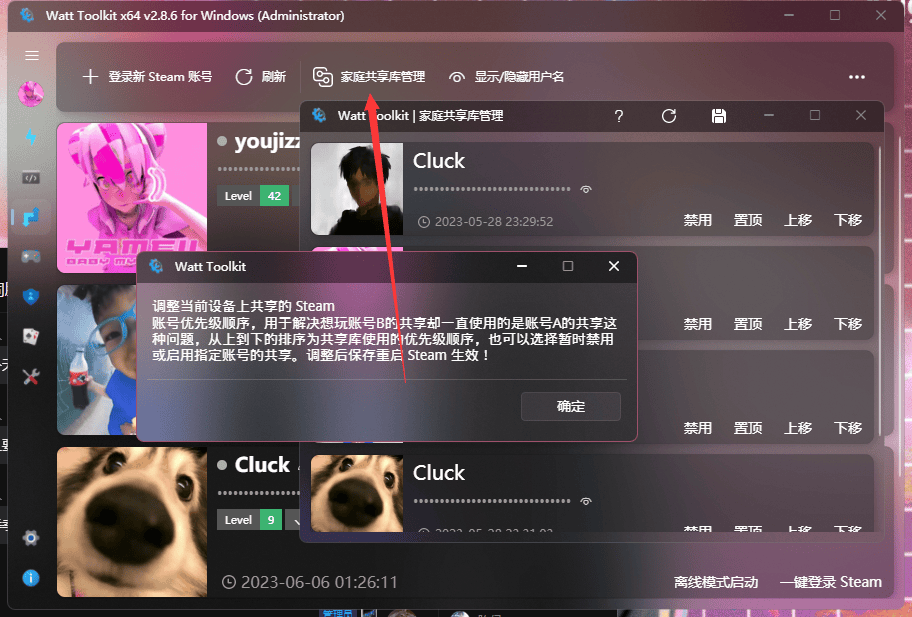 Watt Toolkit x64 v2.8.6 for Windows (Administrator)
登录新 Steam 账号
刷新
家庭共享库管理
显示/隐藏用户名
Watt Toolkit | 家庭共享库管理
youjizz
Level 42
YAMEII
Cluck
2023-05-28 23:29:52
禁用 置顶 上移 下移
Watt Toolkit
调整当前设备上共享的 Steam
账号优先级顺序，用于解决想玩账号B的共享却一直使用的是账号A的共享这
种问题，从上到下的排序为共享库使用的优先级顺序，也可以选择暂时禁用
或启用指定账号的共享。调整后保存重启 Steam 生效！
确定
禁用 置顶 上移 下移
禁用 置顶 上移 下移
Cluck
Level 9
2023-06-06 01:26:11
Cluck
禁用 置顶 上移 下移
离线模式启动
一键登录 Steam
管理员